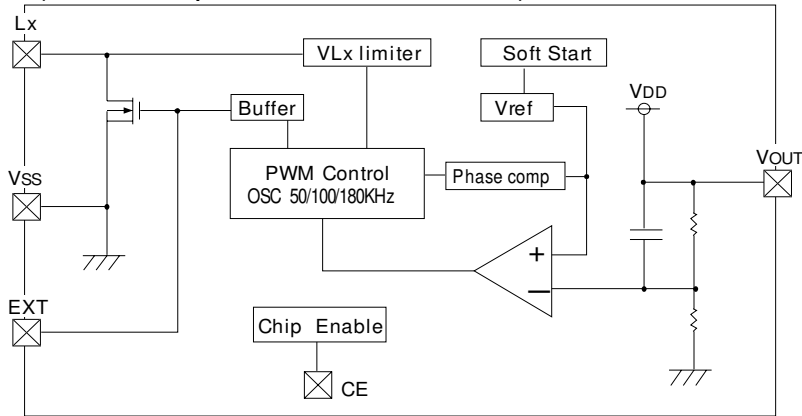 Lx
VLx limiter
Soft Start
VDD
Buffer
Vref
VOUT
PWM Control
OSC 50/100/180KHz
Phase comp
VSS
+
−
EXT
Chip Enable
CE